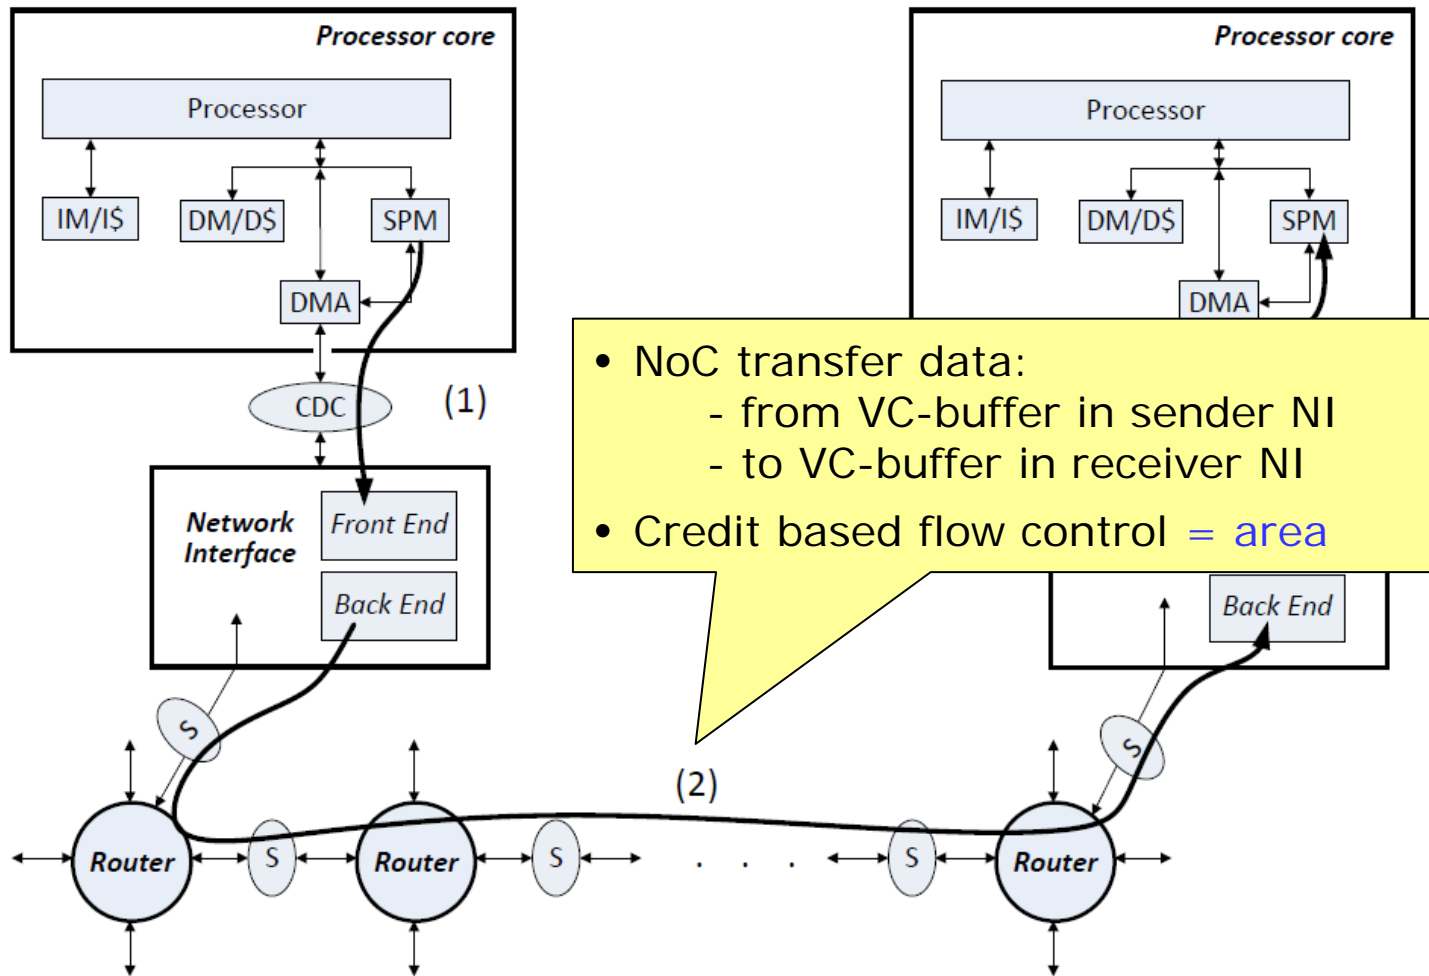 Processor core
Processor
IM/I$
DM/D$
SPM
DMA
CDC
(1)
Network
Interface
Front End
Back End
S
Processor core
Processor
IM/I$
DM/D$
SPM
DMA
• NoC transfer data:
- from VC-buffer in sender NI
- to VC-buffer in receiver NI
• Credit based flow control = area
Back End
S
(2)
Router
S
Router
S
. . .
S
Router